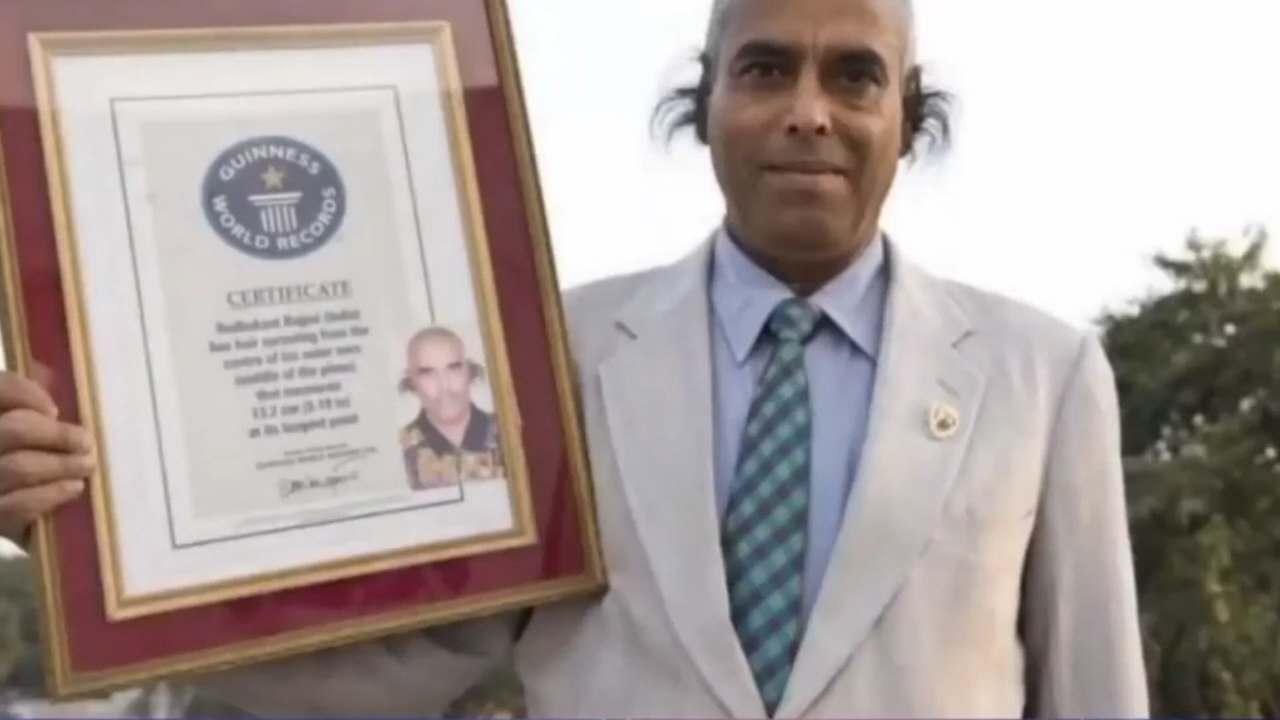 GUINNESS
WORLD RECORDS
CERTIFICATE
Radhakant Bajpai (India)
has hair sprouting from the
centre of his outer ears
(middle of the pinna)
that measures
13.2 cm (5.19 in)
at its longest point